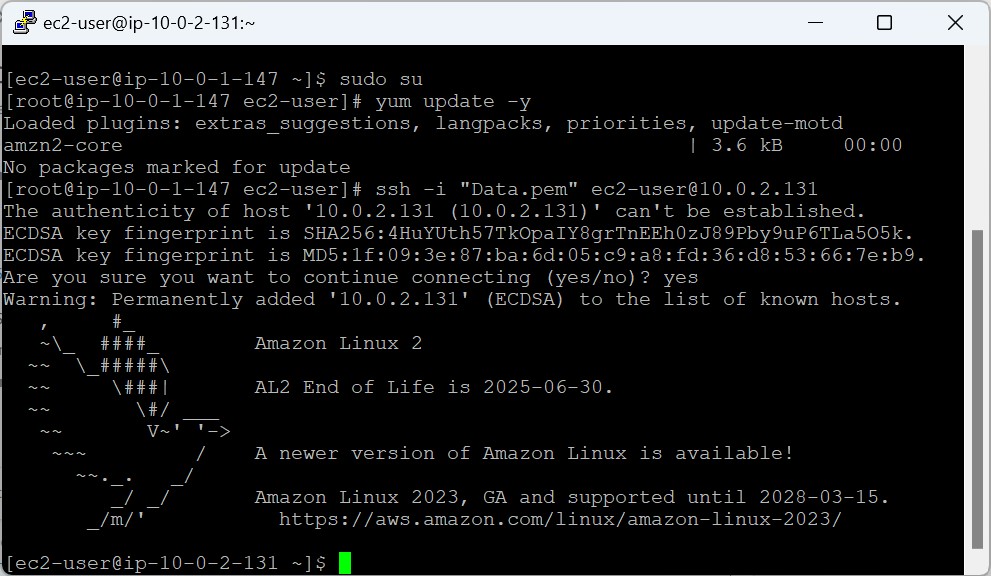 ec2-user@ip-10-0-2-131:~
[ec2-user@ip-10-0-1-147 ~]$ sudo su
[root@ip-10-0-1-147 ec2-user]# yum update -y
Loaded plugins: extras_suggestions, langpacks, priorities, update-motd
amzn2-core                                               | 3.6 kB     00:00
No packages marked for update
[root@ip-10-0-1-147 ec2-user]# ssh -i "Data.pem" ec2-user@10.0.2.131
The authenticity of host '10.0.2.131 (10.0.2.131)' can't be established.
ECDSA key fingerprint is SHA256:4HuYUth57TkOpaIY8grTnEEh0zJ89Pby9uP6TLa5O5k.
ECDSA key fingerprint is MD5:1f:09:3e:87:ba:6d:05:c9:a8:fd:36:d8:53:66:7e:b9.
Are you sure you want to continue connecting (yes/no)? yes
Warning: Permanently added '10.0.2.131' (ECDSA) to the list of known hosts.
   ,     #_
   ~\_  ####_        Amazon Linux 2
  ~~  \_#####\
  ~~     \###|       AL2 End of Life is 2025-06-30.
  ~~       \#/ ___
   ~~       V~' '->
    ~~~         /    A newer version of Amazon Linux is available!
      ~~._.   _/
         _/ _/       Amazon Linux 2023, GA and supported until 2028-03-15.
       _/m/'           https://aws.amazon.com/linux/amazon-linux-2023/
[ec2-user@ip-10-0-2-131 ~]$